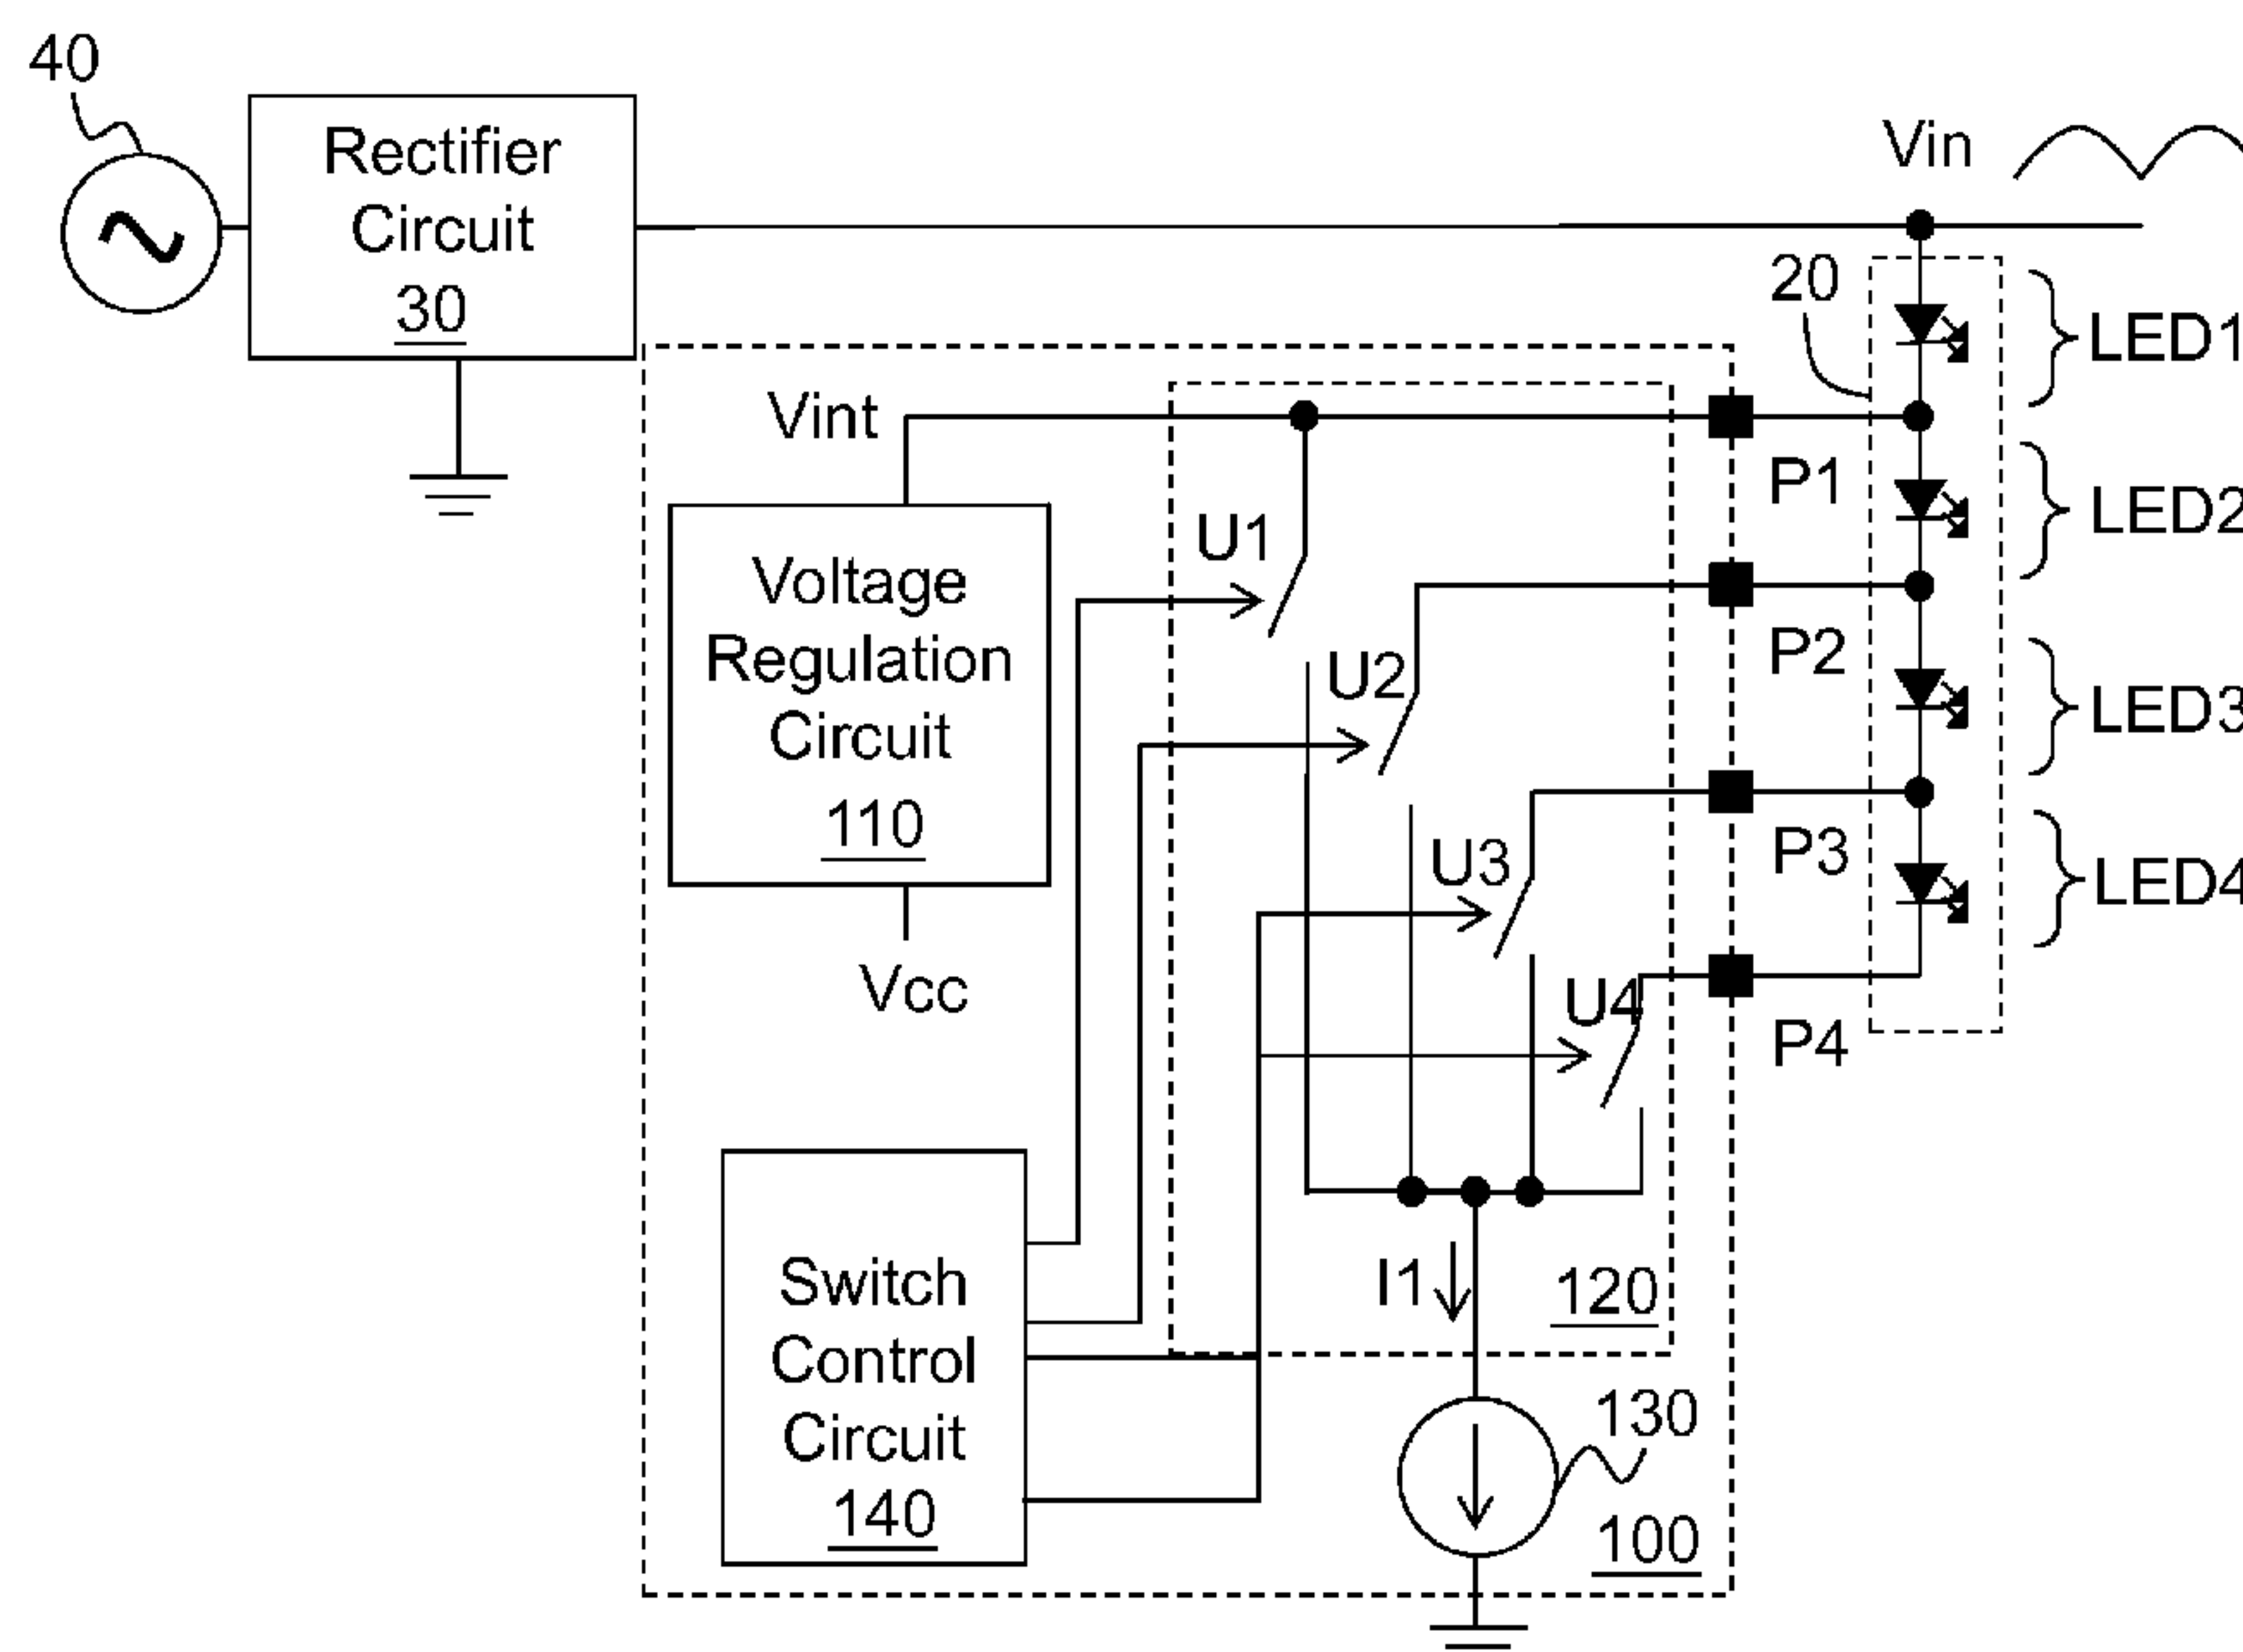 40
Rectifier
Circuit
30
Vin
20
LED1
Vint
P1
LED2
U1
Voltage
Regulation
Circuit
110
U2
P2
LED3
U3
P3
LED4
Vcc
U4
P4
Switch
Control
Circuit
140
I1
120
130
100